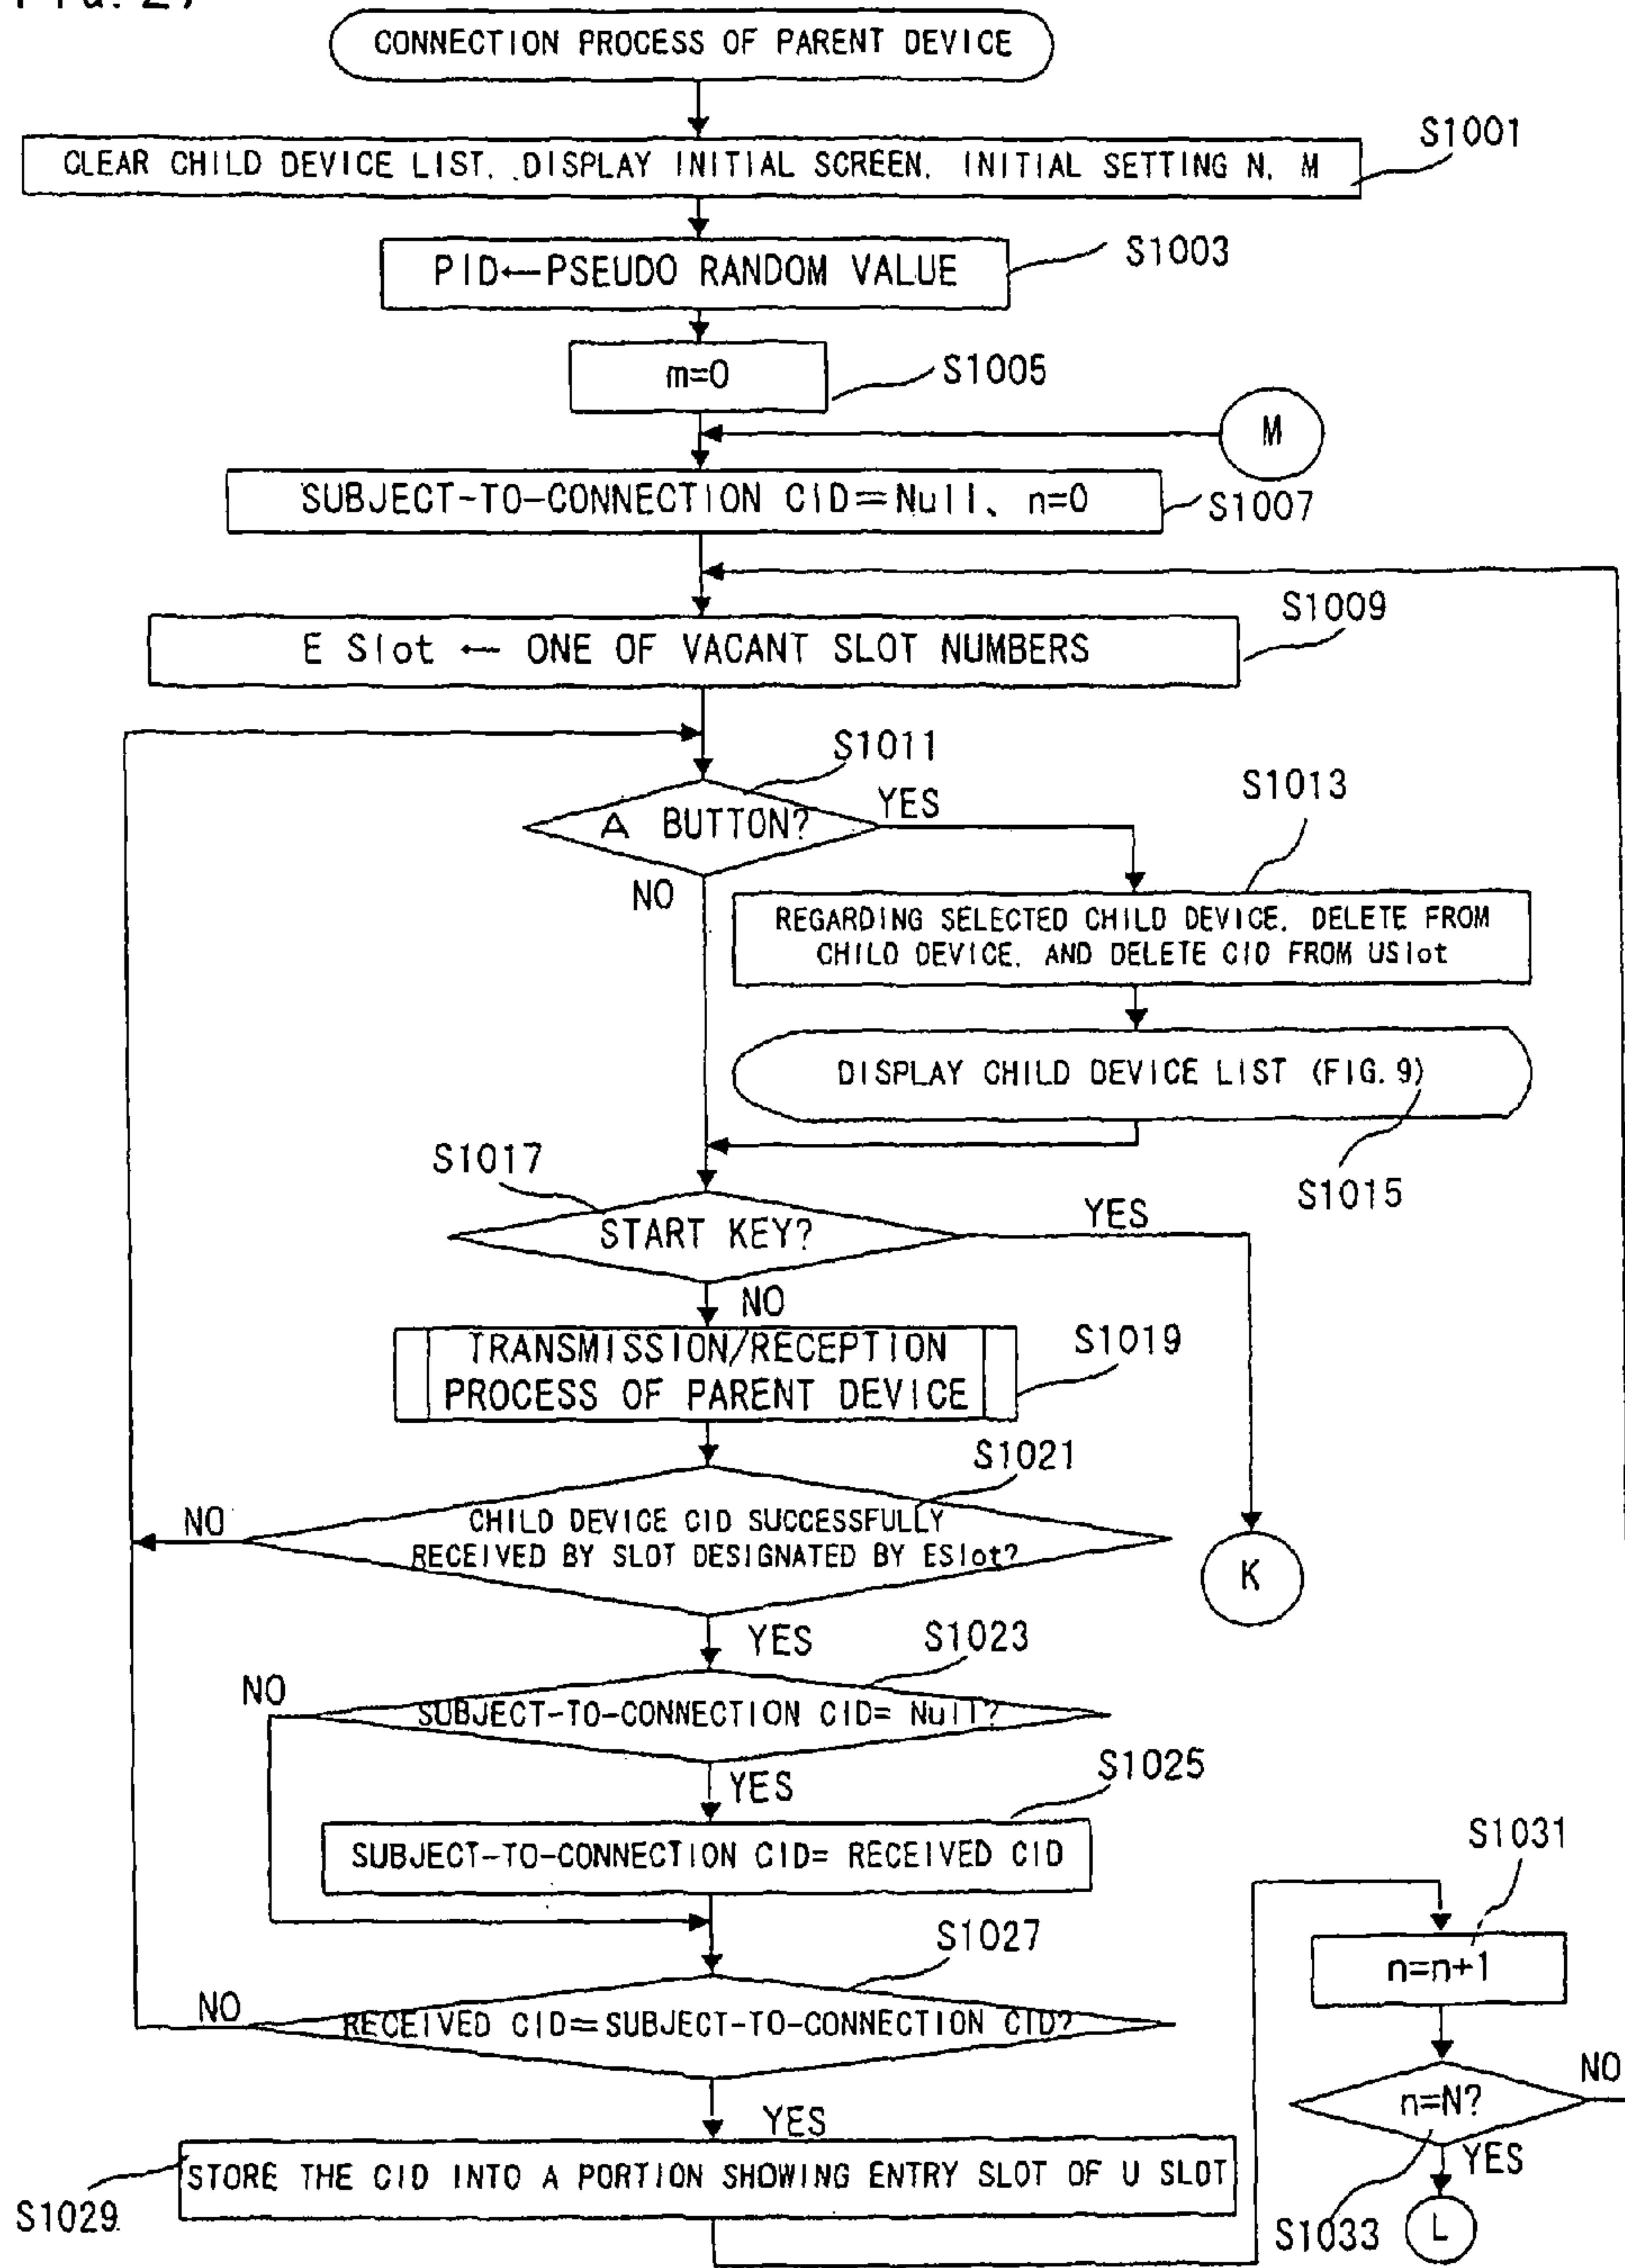 CONNECTION PROCESS OF PARENT DEVICE
S1001
CLEAR CHILD DEVICE LIST, DISPLAY INITIAL SCREEN, INITIAL SETTING N, M
S1003
PID←PSEUDO RANDOM VALUE
m=0
S1005
M
SUBJECT-TO-CONNECTION CID=Null, n=0
S1007
S1009
E Slot ← ONE OF VACANT SLOT NUMBERS
S1011
A BUTTON?
YES
NO
S1013
REGARDING SELECTED CHILD DEVICE, DELETE FROM
CHILD DEVICE, AND DELETE CID FROM USlot
DISPLAY CHILD DEVICE LIST (FIG. 9)
S1015
S1017
START KEY?
YES
NO
TRANSMISSION/RECEPTION
PROCESS OF PARENT DEVICE
S1019
S1021
CHILD DEVICE CID SUCCESSFULLY
RECEIVED BY SLOT DESIGNATED BY ESlot?
NO
K
YES
S1023
NO
SUBJECT-TO-CONNECTION CID= Null?
YES
S1025
SUBJECT-TO-CONNECTION CID= RECEIVED CID
S1027
NO
RECEIVED CID=SUBJECT-TO-CONNECTION CID?
YES
STORE THE CID INTO A PORTION SHOWING ENTRY SLOT OF U SLOT
S1029
S1031
n=n+1
n=N?
NO
YES
S1033
L